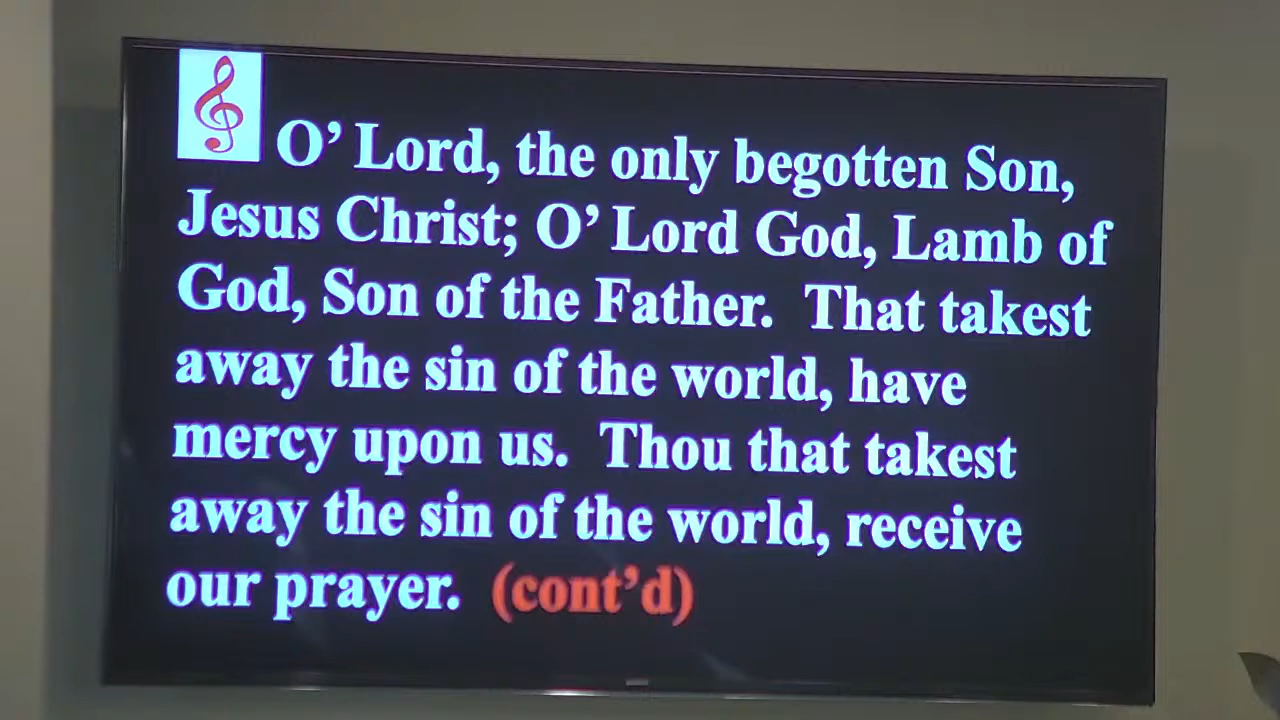 O’ Lord, the only begotten Son,
Jesus Christ; O’ Lord God, Lamb of
God, Son of the Father. That takest
away the sin of the world, have
mercy upon us. Thou that takest
away the sin of the world, receive
our prayer. (cont’d)